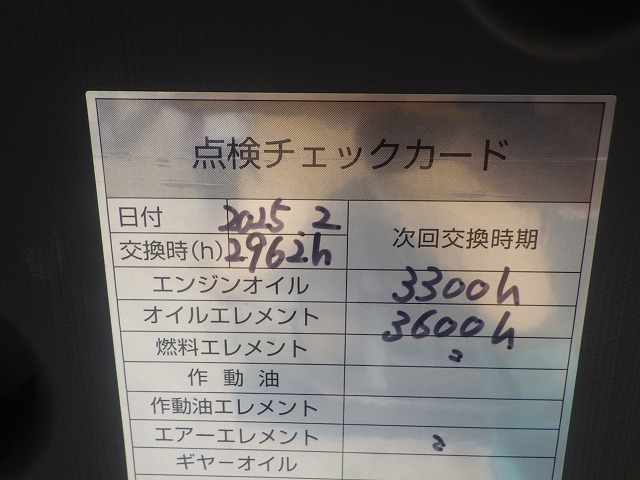 点検チェックカード
日付 2025.2
交換時(h) 2962h 次回交換時期
エンジンオイル 3300h
オイルエレメント 3600h
燃料エレメント 〃
作動油
作動油エレメント
エアーエレメント 〃
ギヤーオイル